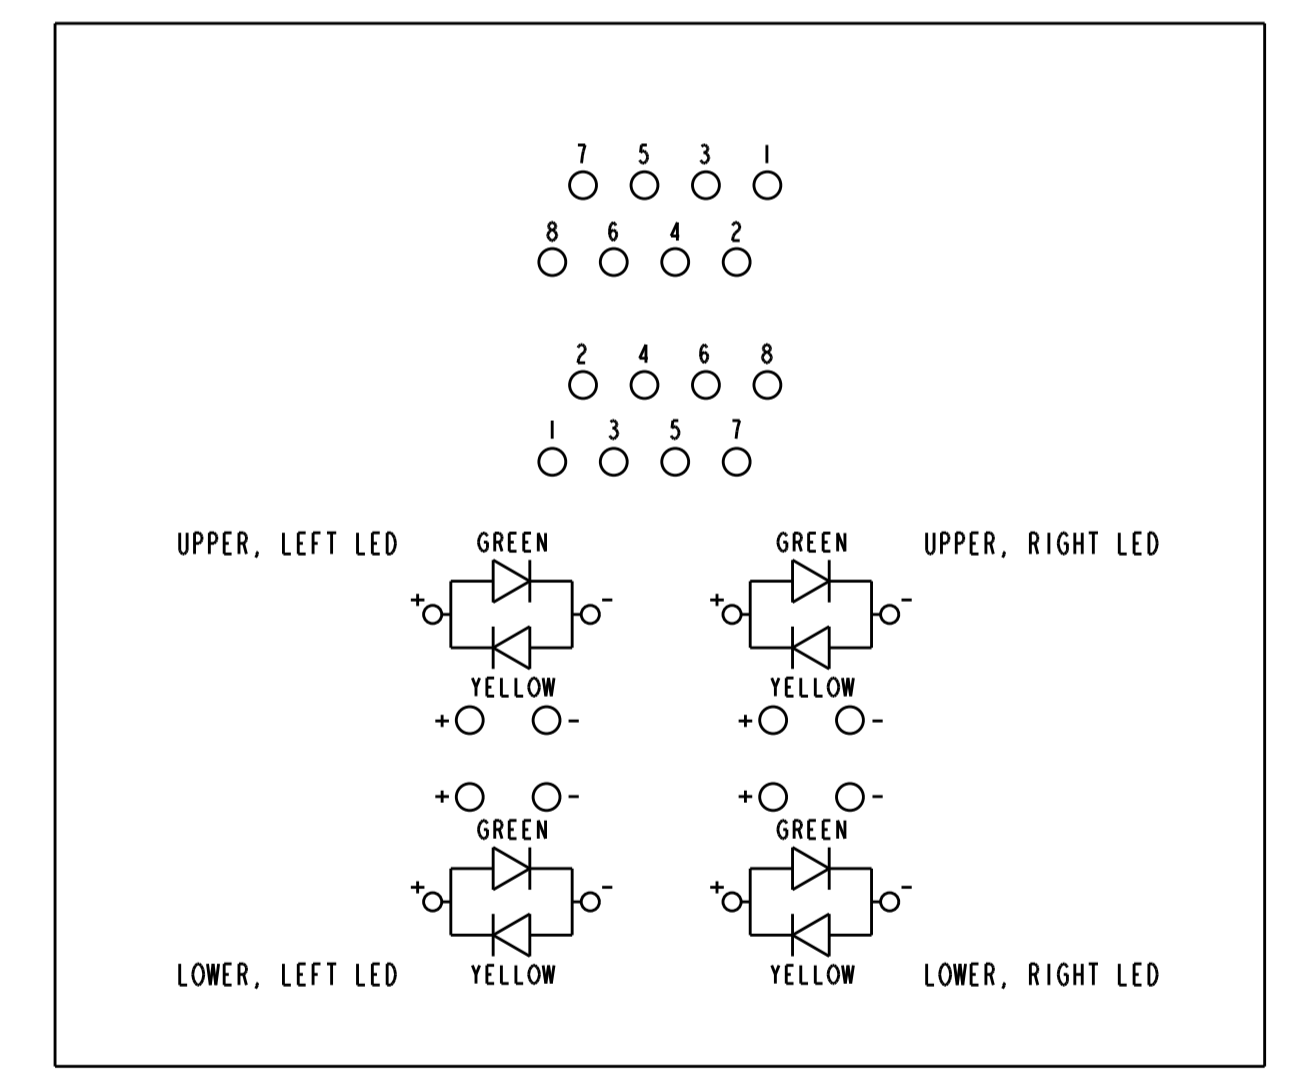 7 5 3 1
8 6 4 2
2 4 6 8
1 3 5 7
UPPER, LEFT LED GREEN GREEN UPPER, RIGHT LED
+ - + -
YELLOW YELLOW
+ - + -
+ - + -
GREEN GREEN
+ - + -
LOWER, LEFT LED YELLOW YELLOW LOWER, RIGHT LED